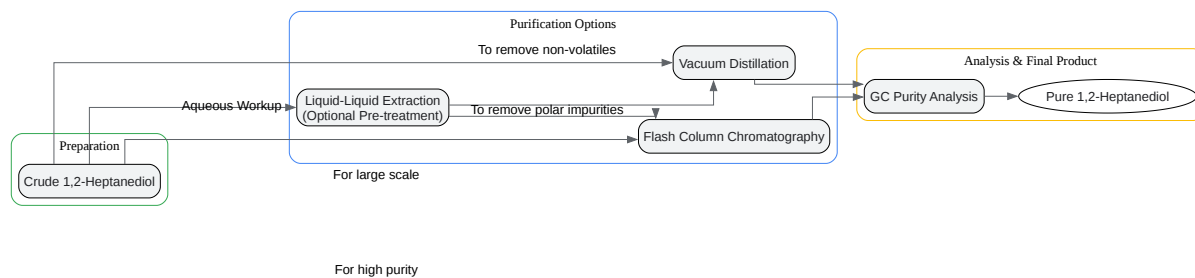 Purification Options
To remove non-volatiles
Vacuum Distillation
Analysis & Final Product
Aqueous Workup
Liquid-Liquid Extraction
(Optional Pre-treatment)
To remove polar impurities
GC Purity Analysis
Pure 1,2-Heptanediol
Flash Column Chromatography
Preparation
Crude 1,2-Heptanediol
For large scale
For high purity